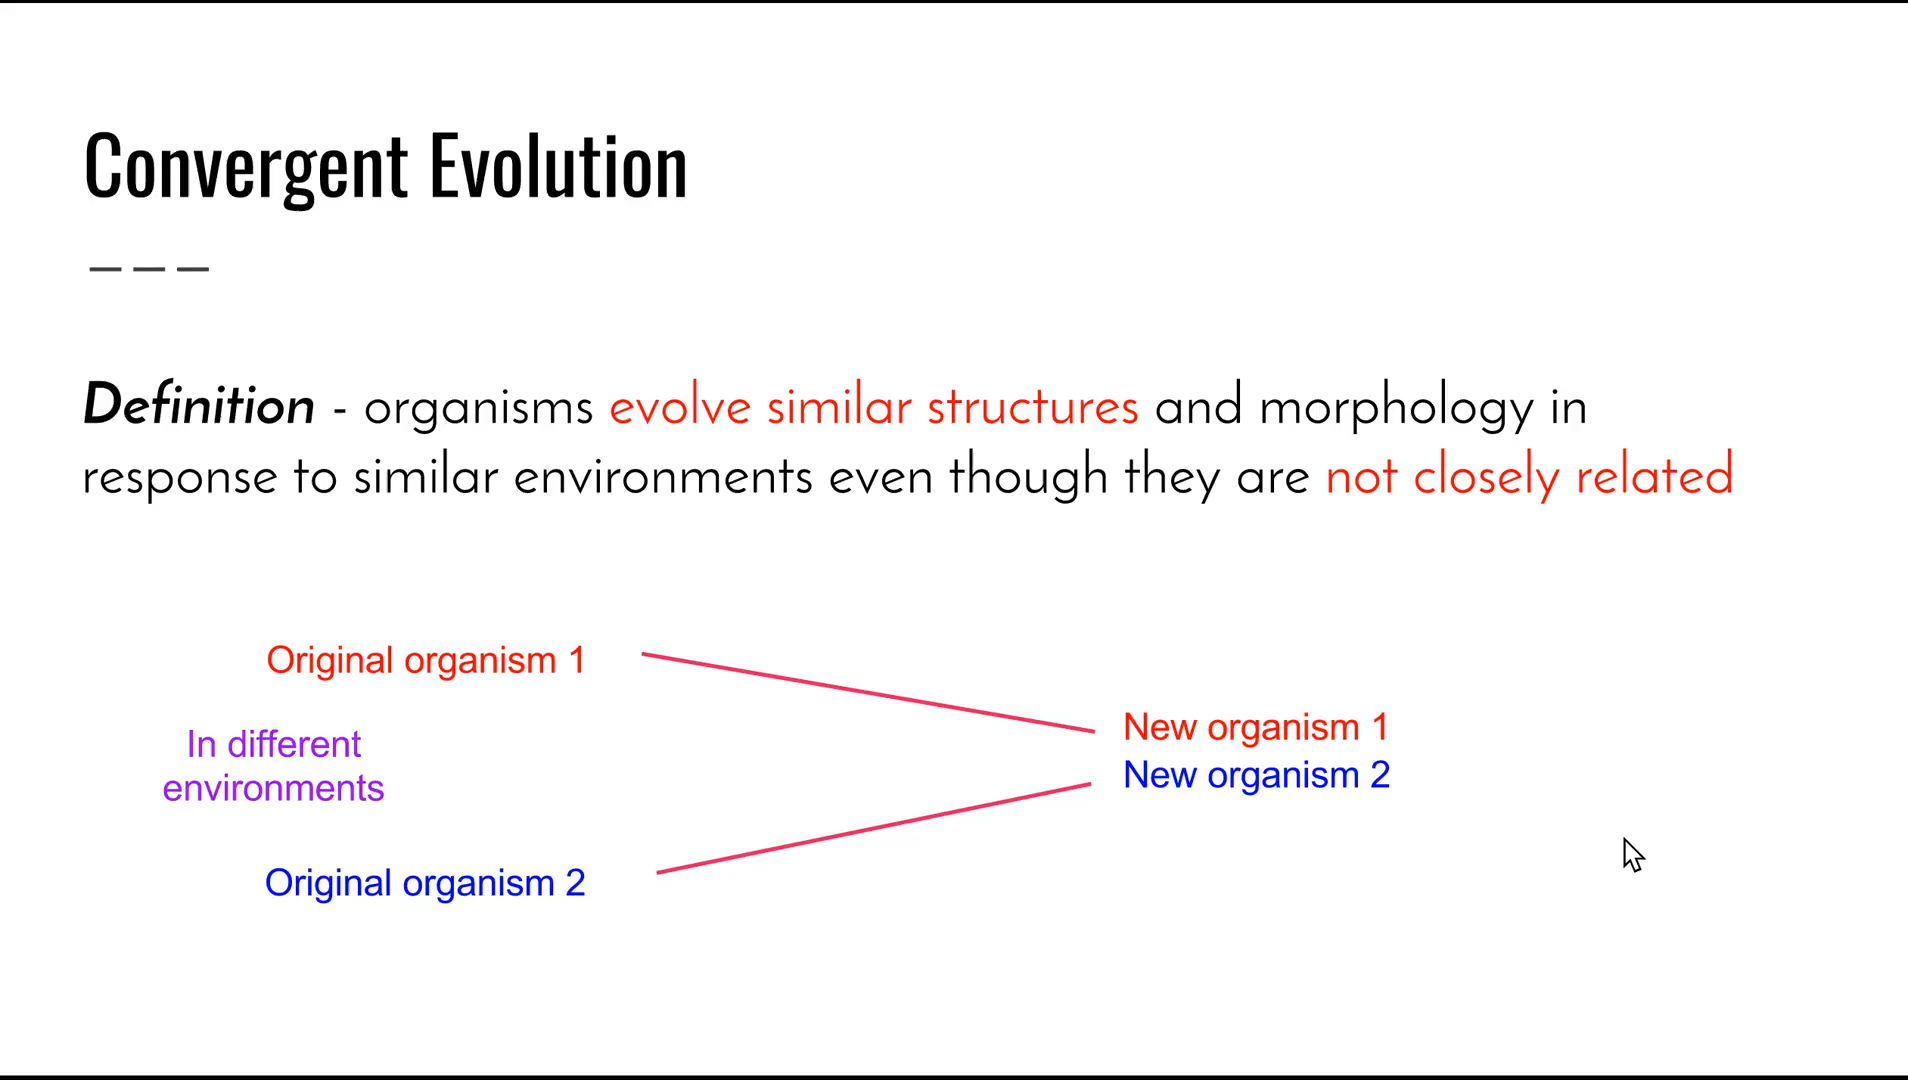 Convergent Evolution
Definition - organisms evolve similar structures and morphology in
response to similar environments even though they are not closely related
Original organism 1
In different
environments
Original organism 2
New organism 1
New organism 2